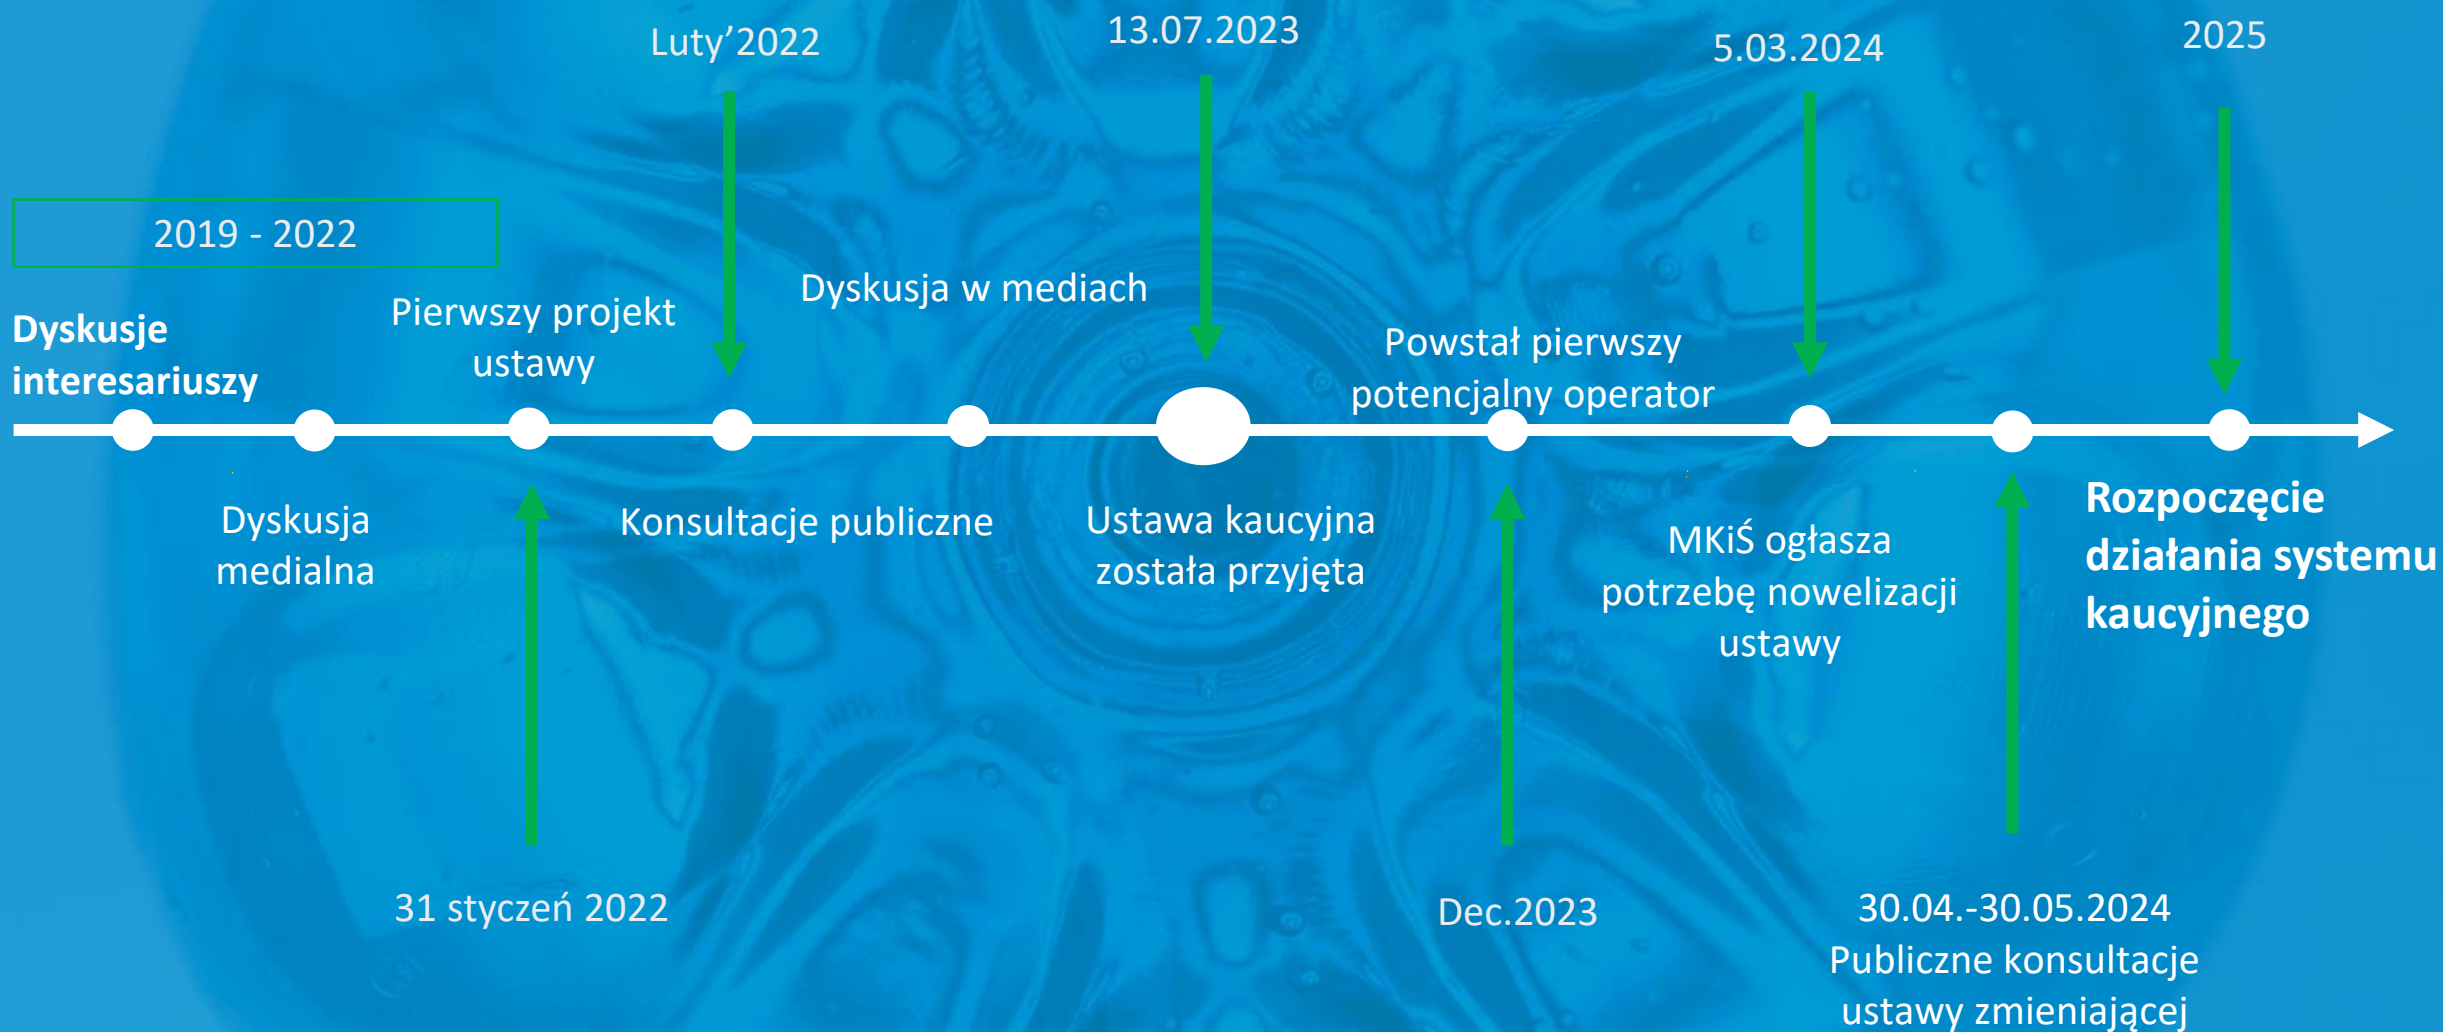 Luty’2022
13.07.2023
5.03.2024
2025
2019 - 2022
Dyskusje
interesariuszy
Pierwszy projekt
ustawy
Dyskusja w mediach
Powstał pierwszy
potencjalny operator
Dyskusja
medialna
Konsultacje publiczne
Ustawa kaucyjna
została przyjęta
MKiŚ ogłasza
potrzebę nowelizacji
ustawy
Rozpoczęcie
działania systemu
kaucyjnego
31 styczeń 2022
Dec.2023
30.04.-30.05.2024
Publiczne konsultacje
ustawy zmieniającej